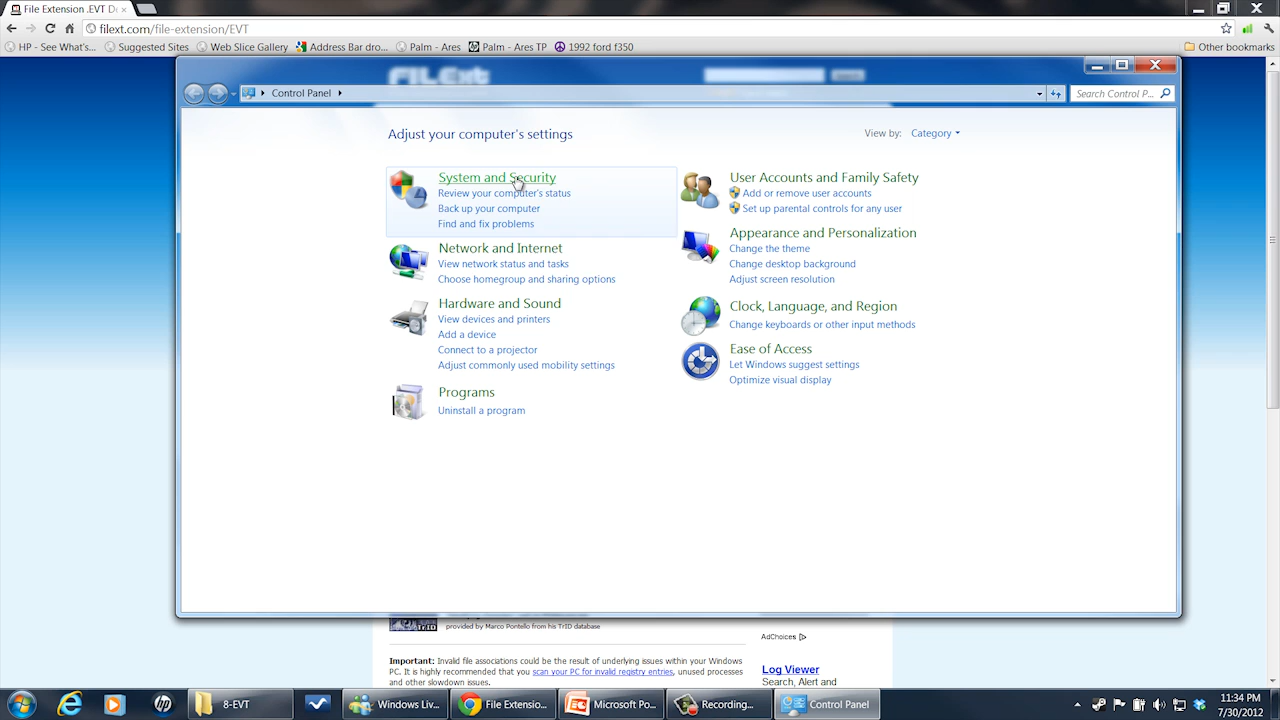 File Extension .EVT D
filext.com/file-extension/EVT
HP - See What's... Suggested Sites Web Slice Gallery Address Bar dro... Palm - Ares Palm - Ares TP 1992 ford f350 Other bookmarks
FILExt
Control Panel
Search Control P...
Adjust your computer's settings
View by: Category
System and Security
Review your computer's status
Back up your computer
Find and fix problems
Network and Internet
View network status and tasks
Choose homegroup and sharing options
Hardware and Sound
View devices and printers
Add a device
Connect to a projector
Adjust commonly used mobility settings
Programs
Uninstall a program
User Accounts and Family Safety
Add or remove user accounts
Set up parental controls for any user
Appearance and Personalization
Change the theme
Change desktop background
Adjust screen resolution
Clock, Language, and Region
Change keyboards or other input methods
Ease of Access
Let Windows suggest settings
Optimize visual display
provided by Marco Pontello from his TrID database
Important: Invalid file associations could be the result of underlying issues within your Windows
PC. It is highly recommended that you scan your PC for invalid registry entries, unused processes
and other slowdown issues.
AdChoices
Log Viewer
Search, Alert and
8-EVT Windows Liv... File Extensio... Microsoft Po... Recording... Control Panel
11:34 PM
7/30/2012